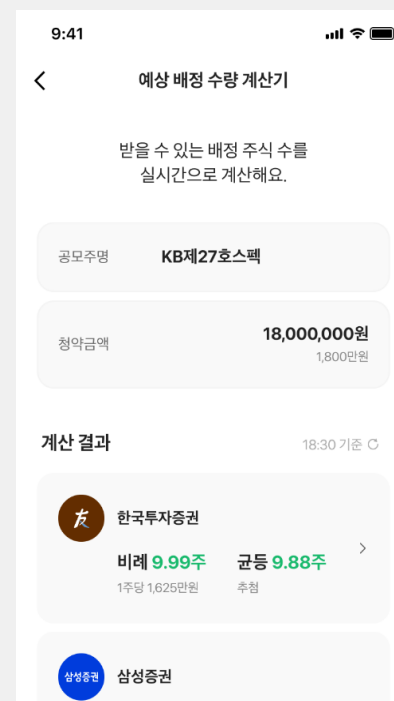 9:41
예상 배정 수량 계산기
받을 수 있는 배정 주식 수를
실시간으로 계산해요.
공모주명 KB제27호스펙
청약금액 18,000,000원
1,800만원
계산 결과 18:30 기준
友 한국투자증권
비례 9.99주 균등 9.88주
1주당 1,625만원 추첨
삼성증권 삼성증권